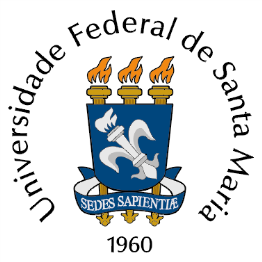 Universidade Federal de Santa Maria
SEDES SAPIENTIÆ
1960